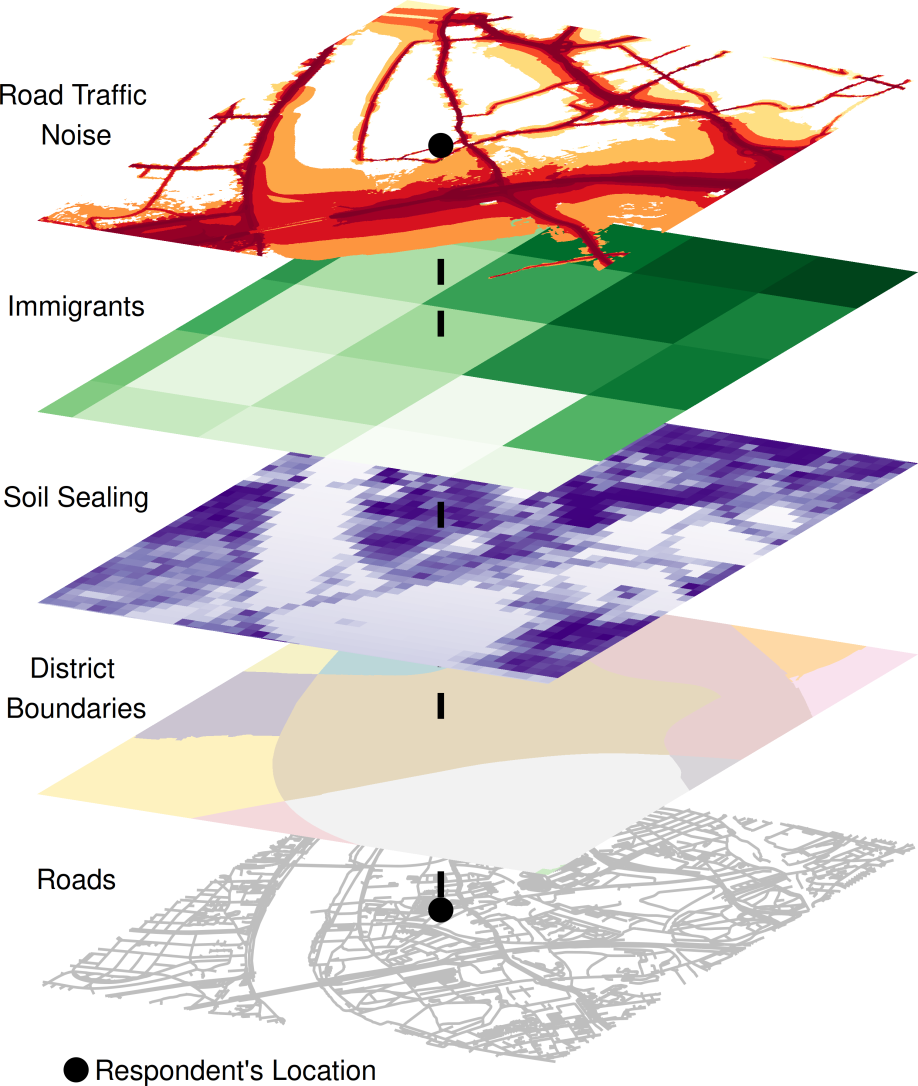 Road Traffic
Noise
Immigrants
Soil Sealing
District
Boundaries
Roads
Respondent's Location